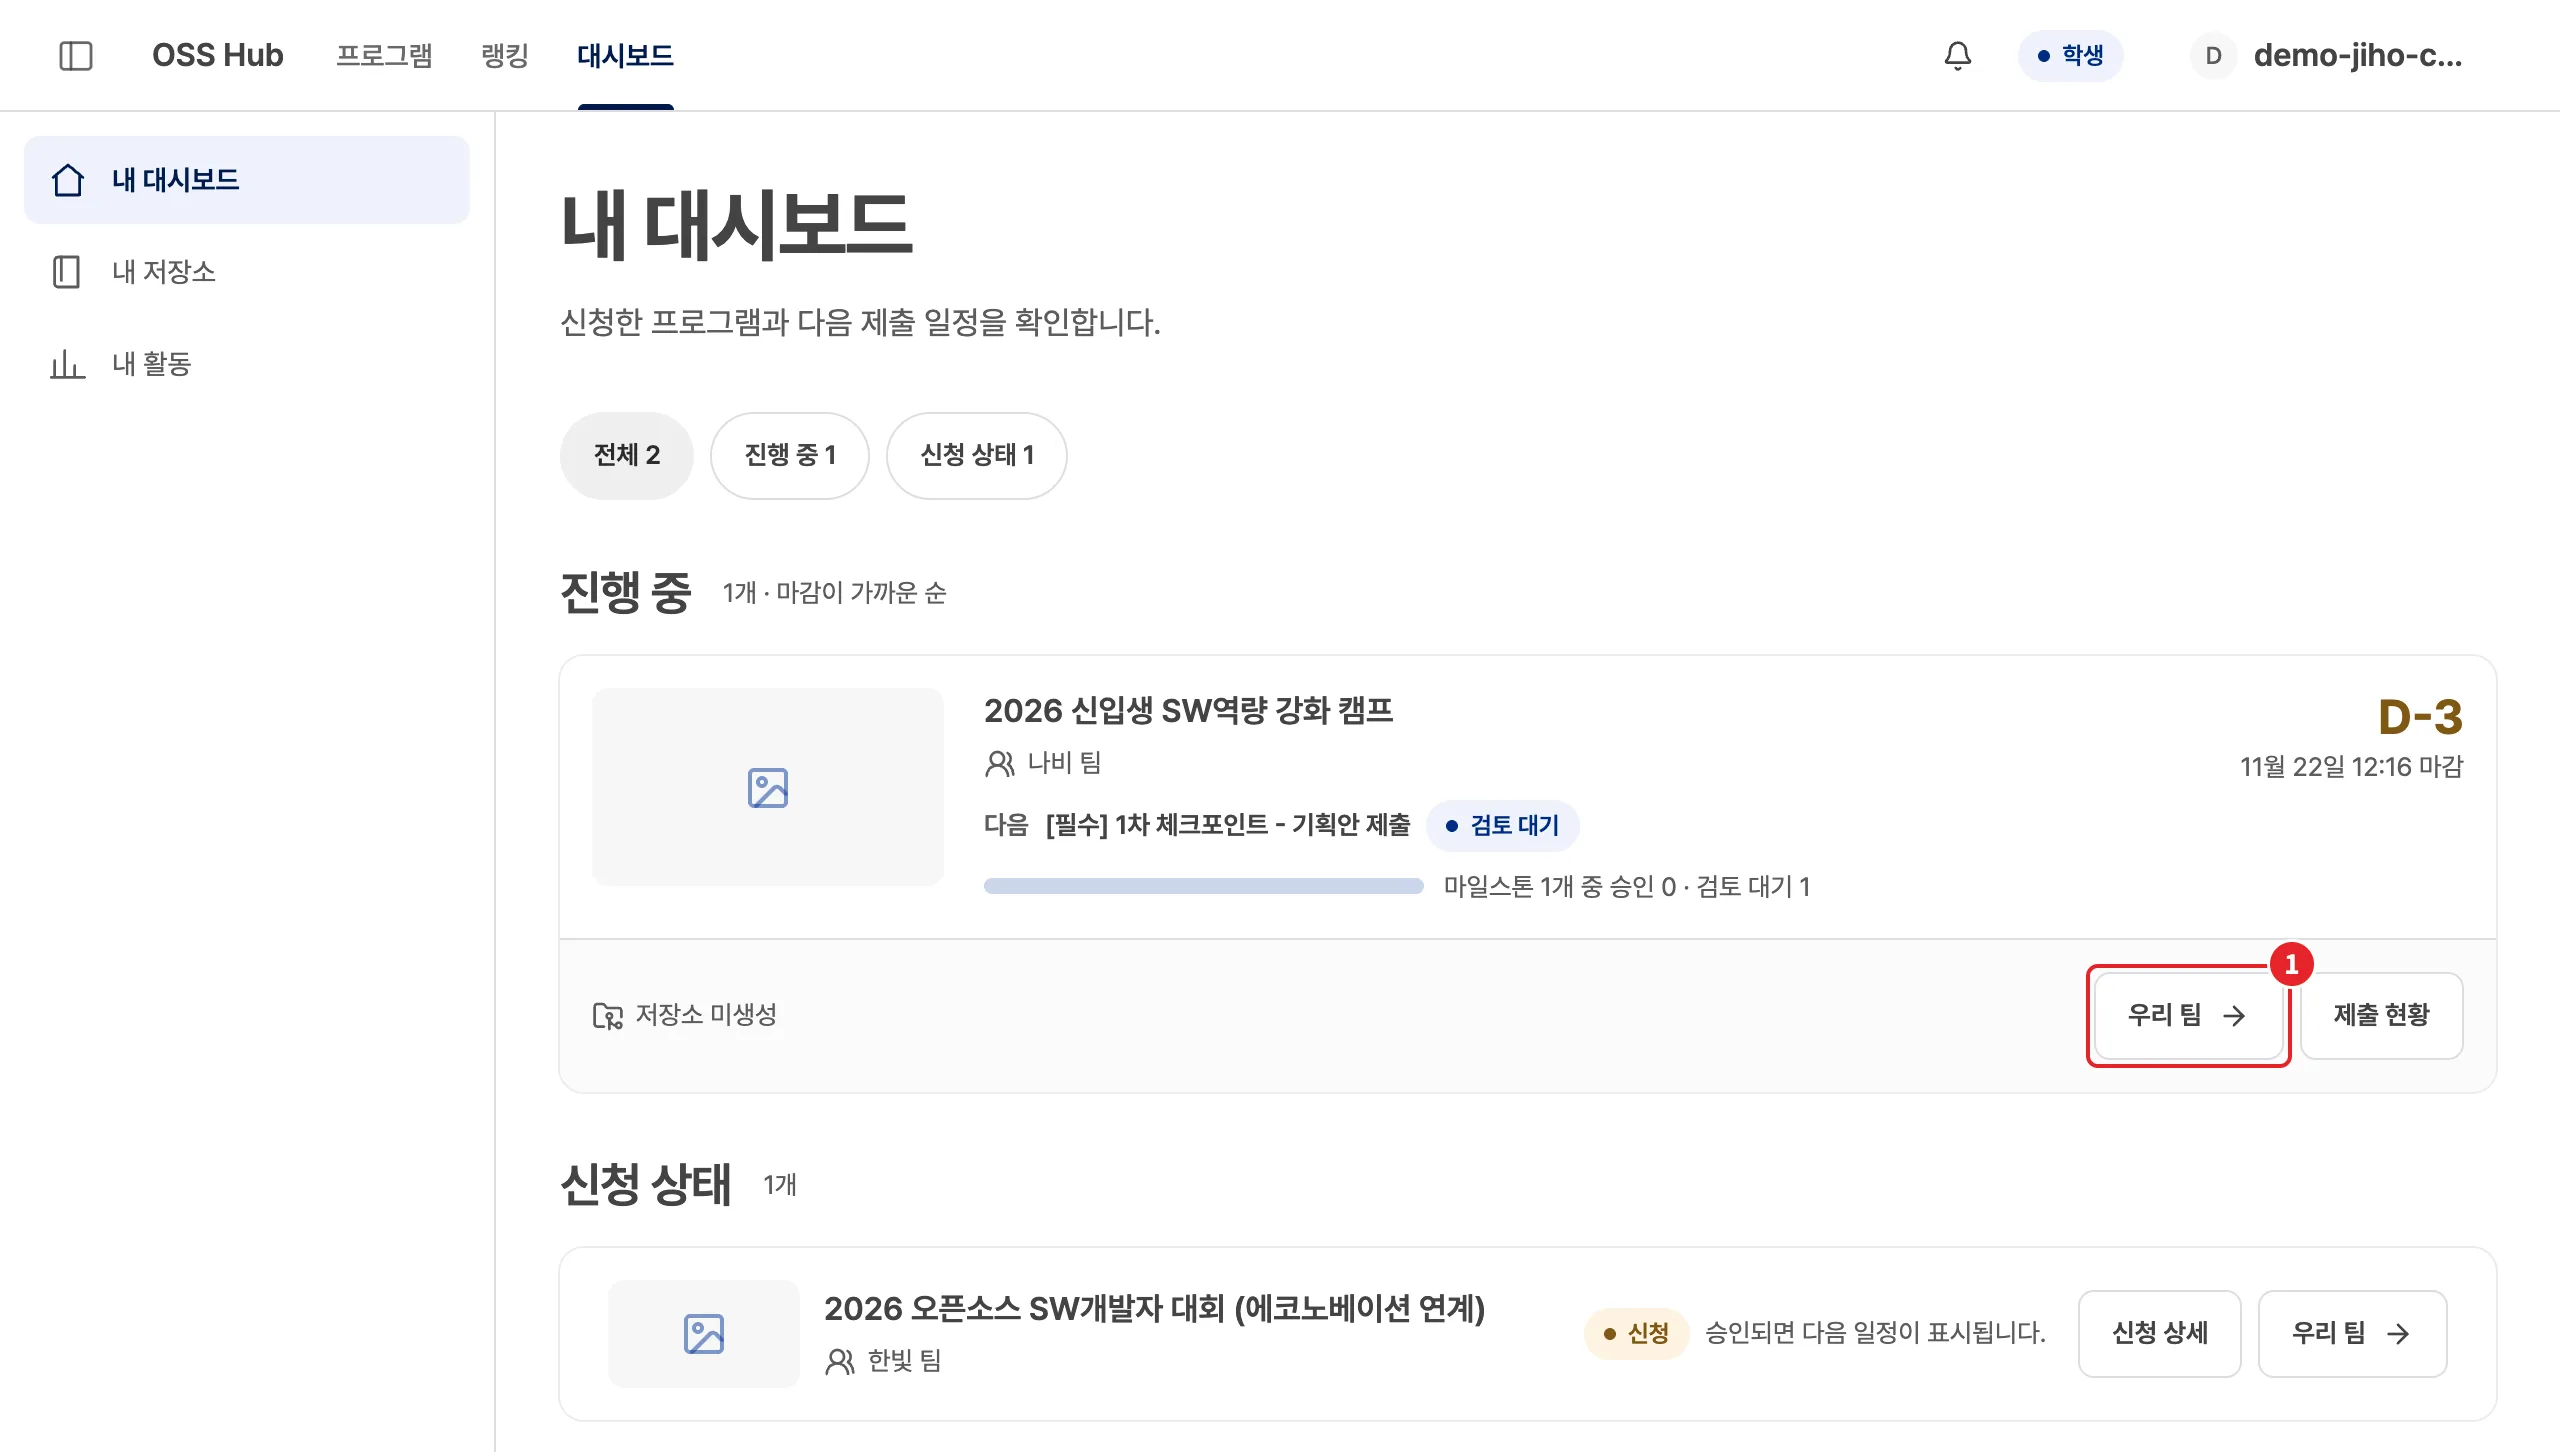 OSS Hub 프로그램 랭킹 대시보드 학생 D demo-jiho-c...
내 대시보드
내 저장소
내 활동
내 대시보드
신청한 프로그램과 다음 제출 일정을 확인합니다.
전체 2 진행 중 1 신청 상태 1
진행 중 1개 · 마감이 가까운 순
2026 신입생 SW역량 강화 캠프
나비 팀
다음 [필수] 1차 체크포인트 - 기획안 제출 검토 대기
마일스톤 1개 중 승인 0 · 검토 대기 1
D-3
11월 22일 12:16 마감
저장소 미생성
우리 팀 → 1 제출 현황
신청 상태 1개
2026 오픈소스 SW개발자 대회 (에코노베이션 연계)
한빛 팀
신청 승인되면 다음 일정이 표시됩니다. 신청 상세 우리 팀 →